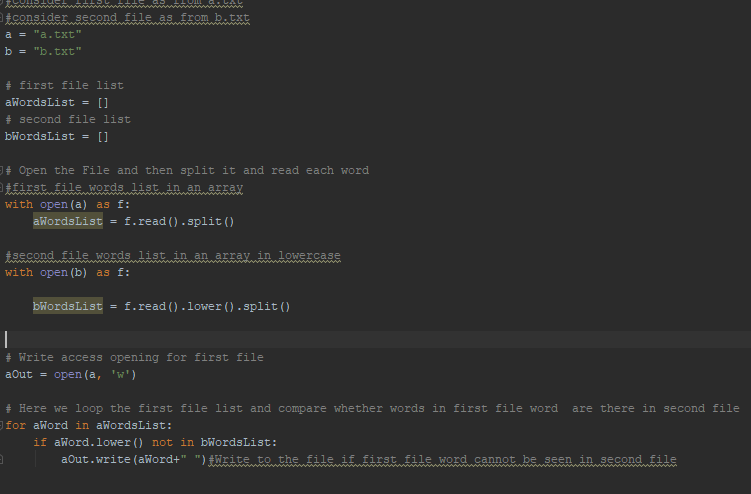 #consider first file as from a.txt
#consider second file as from b.txt
a = "a.txt"
b = "b.txt"
# first file list
aWordsList = []
# second file list
bWordsList = []
# Open the File and then split it and read each word
#first file words list in an array
with open(a) as f:
aWordsList = f.read().split()
#second file words list in an array in lowercase
with open(b) as f:
bWordsList = f.read().lower().split()
# Write access opening for first file
aOut = open(a, 'w')
# Here we loop the first file list and compare whether words in first file word  are there in second file
for aWord in aWordsList:
if aWord.lower() not in bWordsList:
aOut.write(aWord+" ")#Write to the file if first file word cannot be seen in second file